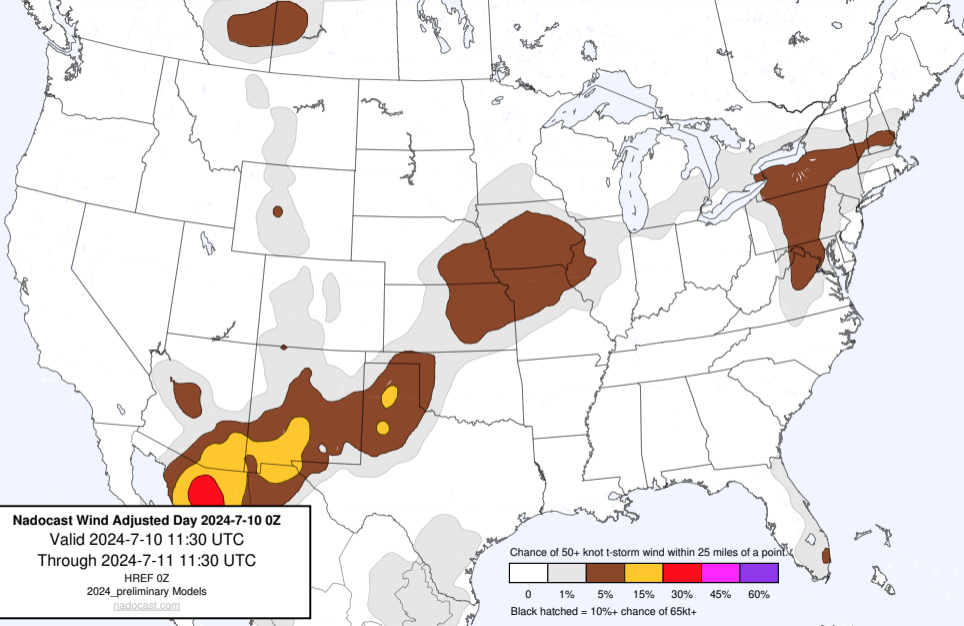 Nadocast Wind Adjusted Day 2024-7-10 0Z
Valid 2024-7-10 11:30 UTC
Through 2024-7-11 11:30 UTC
HREF 0Z
2024_preliminary Models
nadocast.com
Chance of 50+ knot t-storm wind within 25 miles of a point.
0 1% 5% 15% 30% 45% 60%
Black hatched = 10%+ chance of 65kt+